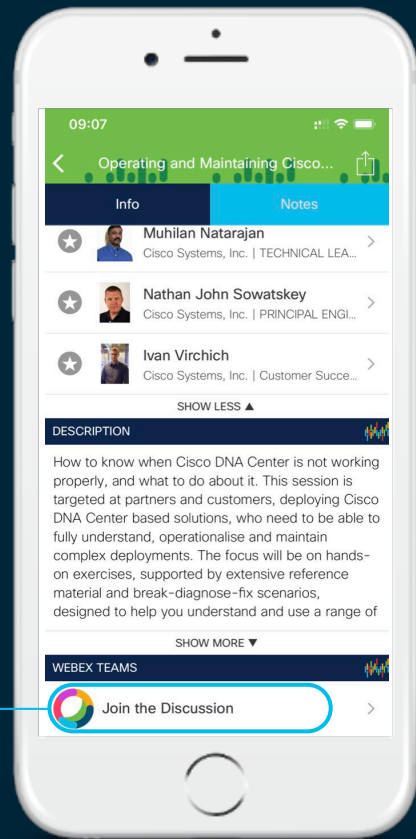 09:07
Operating and Maintaining Cisco...
Info
Notes
Muhilan Natarajan
Cisco Systems, Inc. | TECHNICAL LEA...
Nathan John Sowatskey
Cisco Systems, Inc. | PRINCIPAL ENGI...
Ivan Virchich
Cisco Systems, Inc. | Customer Succe...
SHOW LESS ▲
DESCRIPTION
How to know when Cisco DNA Center is not working
properly, and what to do about it. This session is
targeted at partners and customers, deploying Cisco
DNA Center based solutions, who need to be able to
fully understand, operationalise and maintain
complex deployments. The focus will be on hands-
on exercises, supported by extensive reference
material and break-diagnose-fix scenarios,
designed to help you understand and use a range of
SHOW MORE ▼
WEBEX TEAMS
Join the Discussion